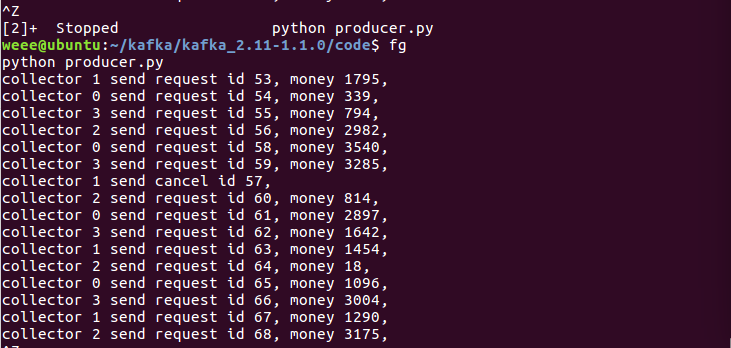 ^Z
[2]+  Stopped                 python producer.py
weee@ubuntu:~/kafka/kafka_2.11-1.1.0/code$ fg
python producer.py
collector 1 send request id 53, money 1795,
collector 0 send request id 54, money 339,
collector 3 send request id 55, money 794,
collector 2 send request id 56, money 2982,
collector 0 send request id 58, money 3540,
collector 3 send request id 59, money 3285,
collector 1 send cancel id 57,
collector 2 send request id 60, money 814,
collector 0 send request id 61, money 2897,
collector 3 send request id 62, money 1642,
collector 1 send request id 63, money 1454,
collector 2 send request id 64, money 18,
collector 0 send request id 65, money 1096,
collector 3 send request id 66, money 3004,
collector 1 send request id 67, money 1290,
collector 2 send request id 68, money 3175,
^Z